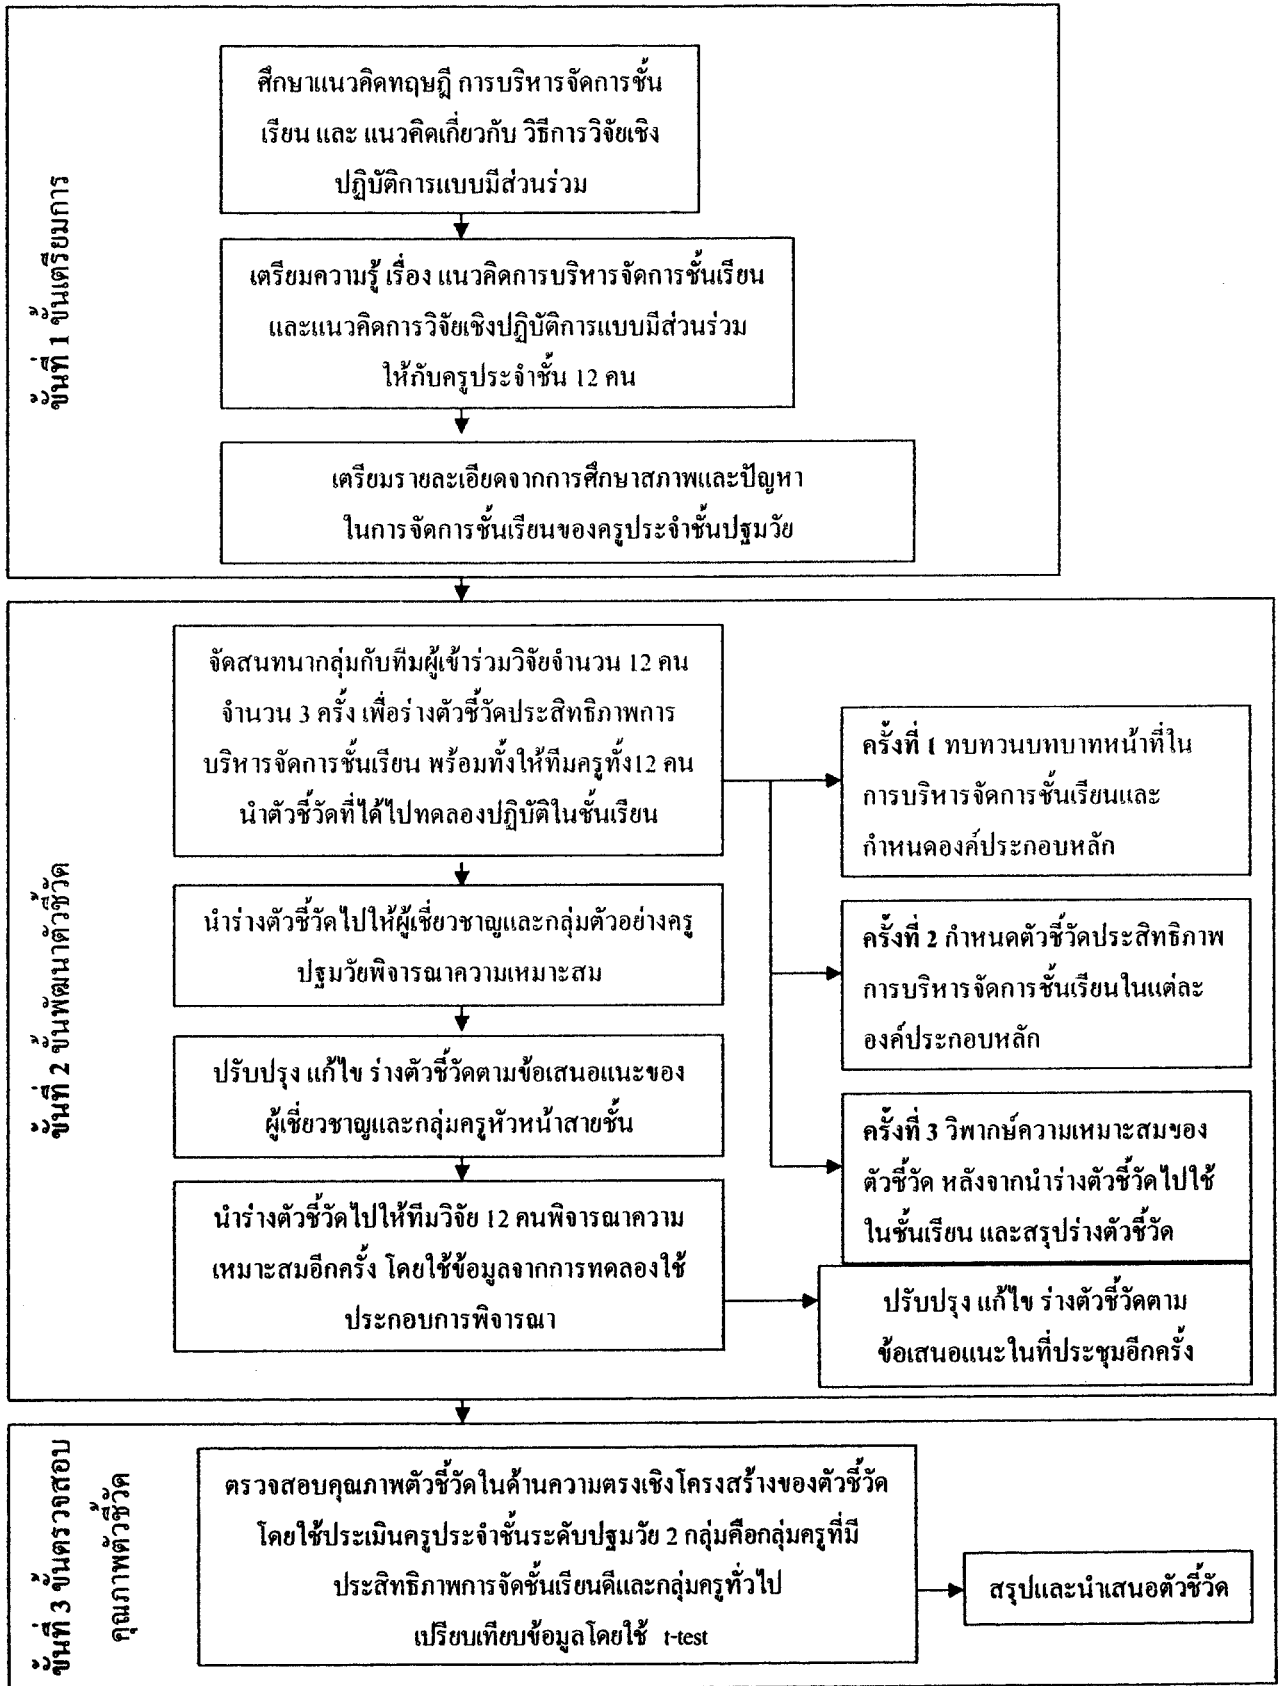 ขั้นที่ 1 ขั้นเตรียมการ
ศึกษาแนวคิดทฤษฎี การบริหารจัดการชั้น
เรียน และ แนวคิดเกี่ยวกับ วิธีการวิจัยเชิง
ปฏิบัติการแบบมีส่วนร่วม
เตรียมความรู้ เรื่อง แนวคิดการบริหารจัดการชั้นเรียน
และแนวคิดการวิจัยเชิงปฏิบัติการแบบมีส่วนร่วม
ให้กับครูประจำชั้น 12 คน
เตรียมรายละเอียดจากการศึกษาสภาพและปัญหา
ในการจัดการชั้นเรียนของครูประจำชั้นปฐมวัย
ขั้นที่ 2 ขั้นพัฒนาตัวชี้วัด
จัดสนทนากลุ่มกับทีมผู้เข้าร่วมวิจัยจำนวน 12 คน
จำนวน 3 ครั้ง เพื่อร่างตัวชี้วัดประสิทธิภาพการ
บริหารจัดการชั้นเรียน พร้อมทั้งให้ทีมครูทั้ง12 คน
นำตัวชี้วัดที่ได้ไปทดลองปฏิบัติในชั้นเรียน
ครั้งที่ 1 ทบทวนบทบาทหน้าที่ใน
การบริหารจัดการชั้นเรียนและ
กำหนดองค์ประกอบหลัก
นำร่างตัวชี้วัดไปให้ผู้เชี่ยวชาญและกลุ่มตัวอย่างครู
ปฐมวัยพิจารณาความเหมาะสม
ครั้งที่ 2 กำหนดตัวชี้วัดประสิทธิภาพ
การบริหารจัดการชั้นเรียนในแต่ละ
องค์ประกอบหลัก
ปรับปรุง แก้ไข ร่างตัวชี้วัดตามข้อเสนอแนะของ
ผู้เชี่ยวชาญและกลุ่มครูหัวหน้าสายชั้น
ครั้งที่ 3 วิพากษ์ความเหมาะสมของ
ตัวชี้วัด หลังจากนำร่างตัวชี้วัดไปใช้
ในชั้นเรียน และสรุปร่างตัวชี้วัด
นำร่างตัวชี้วัดไปให้ทีมวิจัย 12 คนพิจารณาความ
เหมาะสมอีกครั้ง โดยใช้ข้อมูลจากการทดลองใช้
ประกอบการพิจารณา
ปรับปรุง แก้ไข ร่างตัวชี้วัดตาม
ข้อเสนอแนะในที่ประชุมอีกครั้ง
ขั้นที่ 3 ขั้นตรวจสอบ
คุณภาพตัวชี้วัด
ตรวจสอบคุณภาพตัวชี้วัดในด้านความตรงเชิงโครงสร้างของตัวชี้วัด
โดยใช้ประเมินครูประจำชั้นระดับปฐมวัย 2 กลุ่มคือกลุ่มครูที่มี
ประสิทธิภาพการจัดชั้นเรียนดีและกลุ่มครูทั่วไป
เปรียบเทียบข้อมูลโดยใช้ t-test
สรุปและนำเสนอตัวชี้วัด